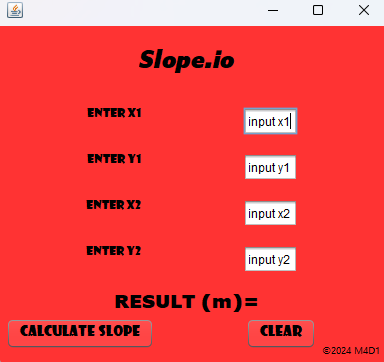 Slope.io
ENTER X1 input x1
ENTER Y1 input y1
ENTER X2 input x2
ENTER Y2 input y2
RESULT (m)=
CALCULATE SLOPE CLEAR
©2024 M4D1